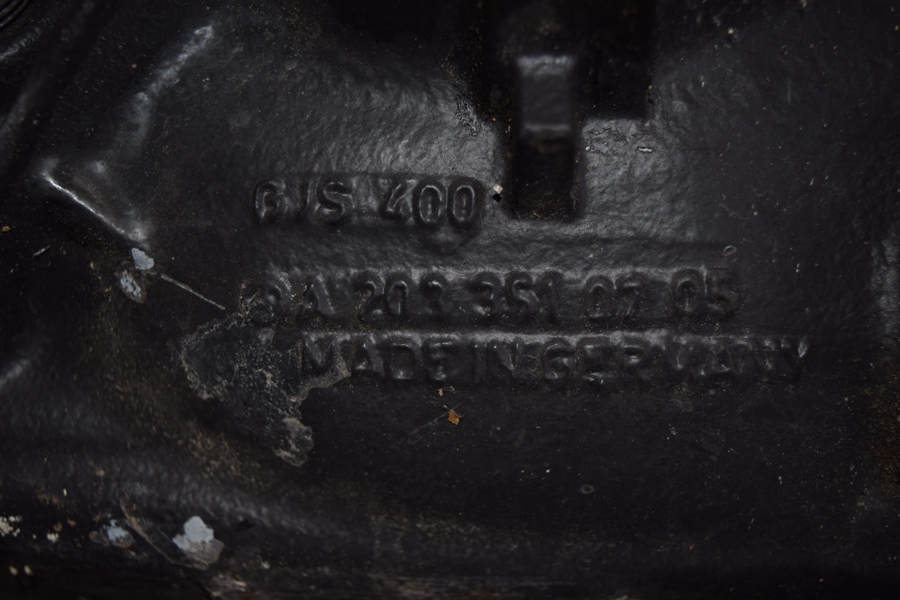 GJS 400
A 203 351 07 05
MADE IN GERMANY